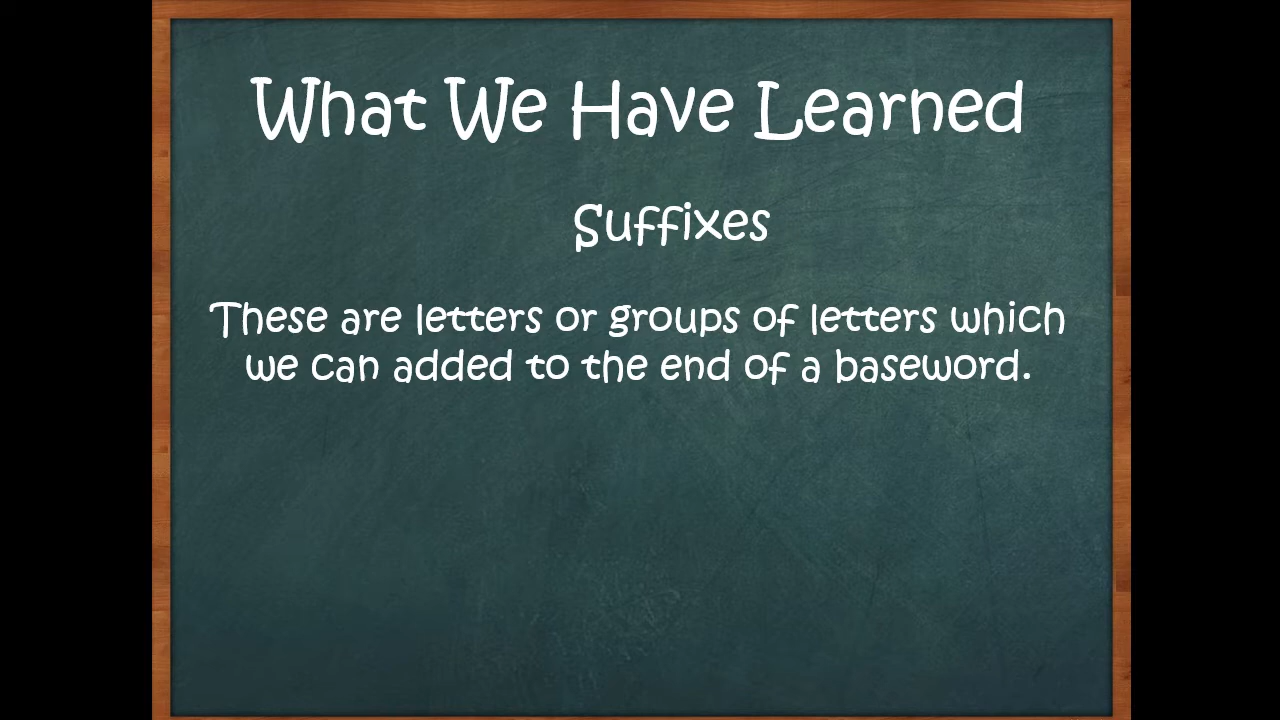 What We Have Learned
Suffixes
These are letters or groups of letters which
we can added to the end of a baseword.